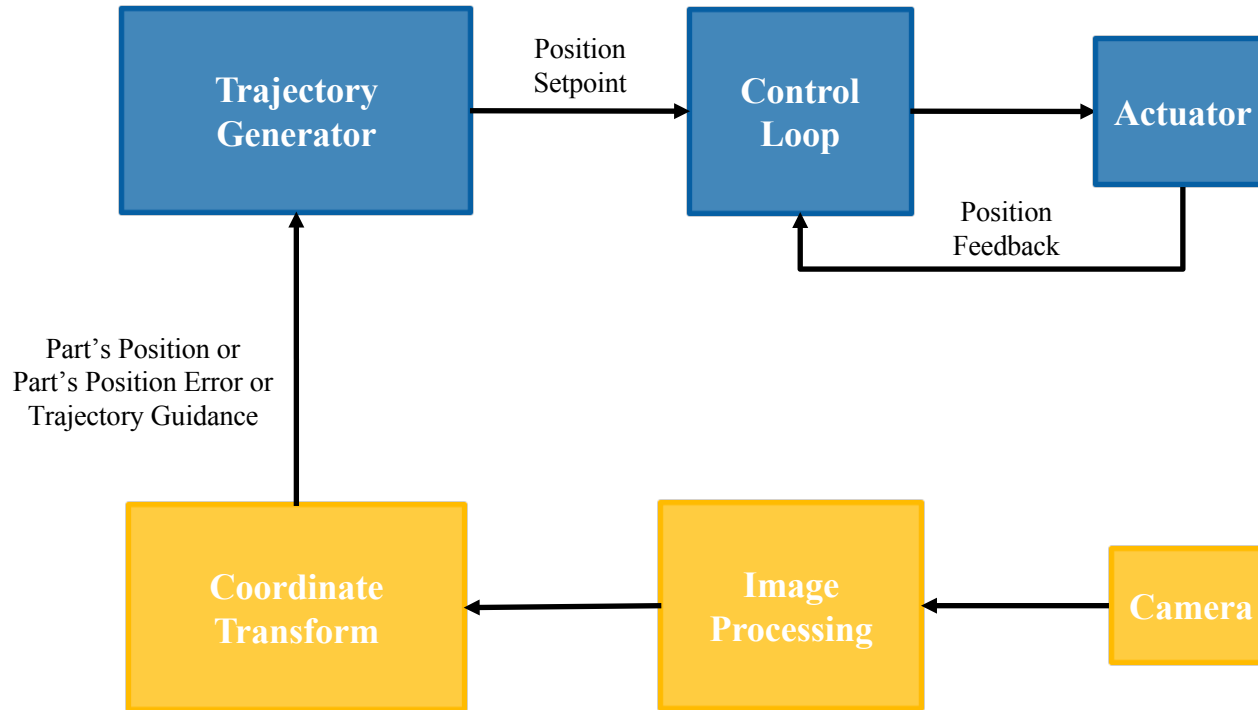 Trajectory
Generator
Position
Setpoint
Control
Loop
Actuator
Position
Feedback
Part’s Position or
Part’s Position Error or
Trajectory Guidance
Coordinate
Transform
Image
Processing
Camera